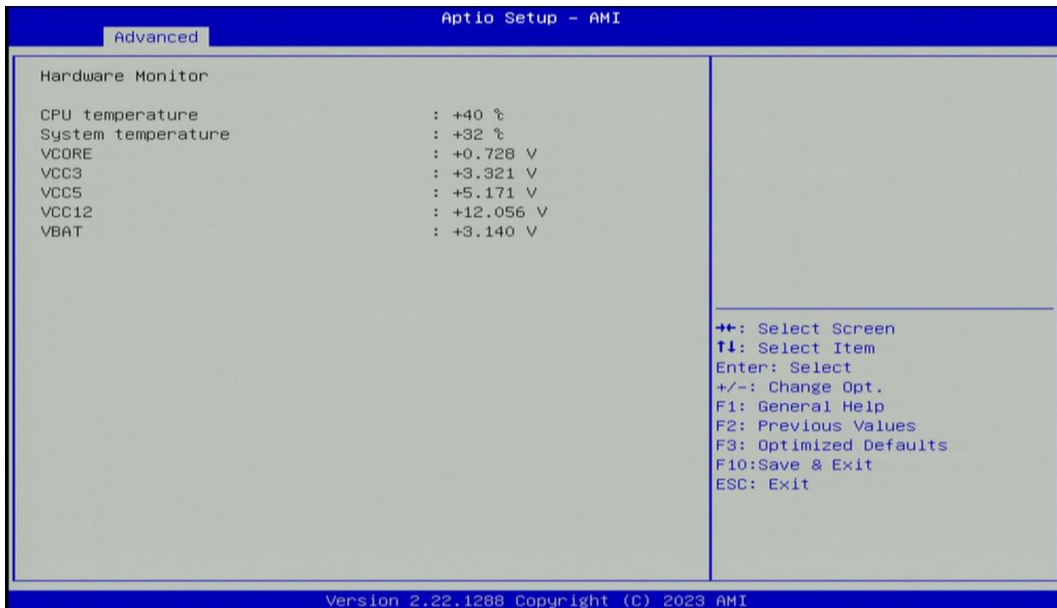 Aptio Setup - AMI
Advanced
Hardware Monitor
CPU temperature : +40 ℃
System temperature : +32 ℃
VCORE : +0.728 V
VCC3 : +3.321 V
VCC5 : +5.171 V
VCC12 : +12.056 V
VBAT : +3.140 V
→←: Select Screen
↑↓: Select Item
Enter: Select
+/-: Change Opt.
F1: General Help
F2: Previous Values
F3: Optimized Defaults
F10:Save & Exit
ESC: Exit
Version 2.22.1288 Copyright (C) 2023 AMI